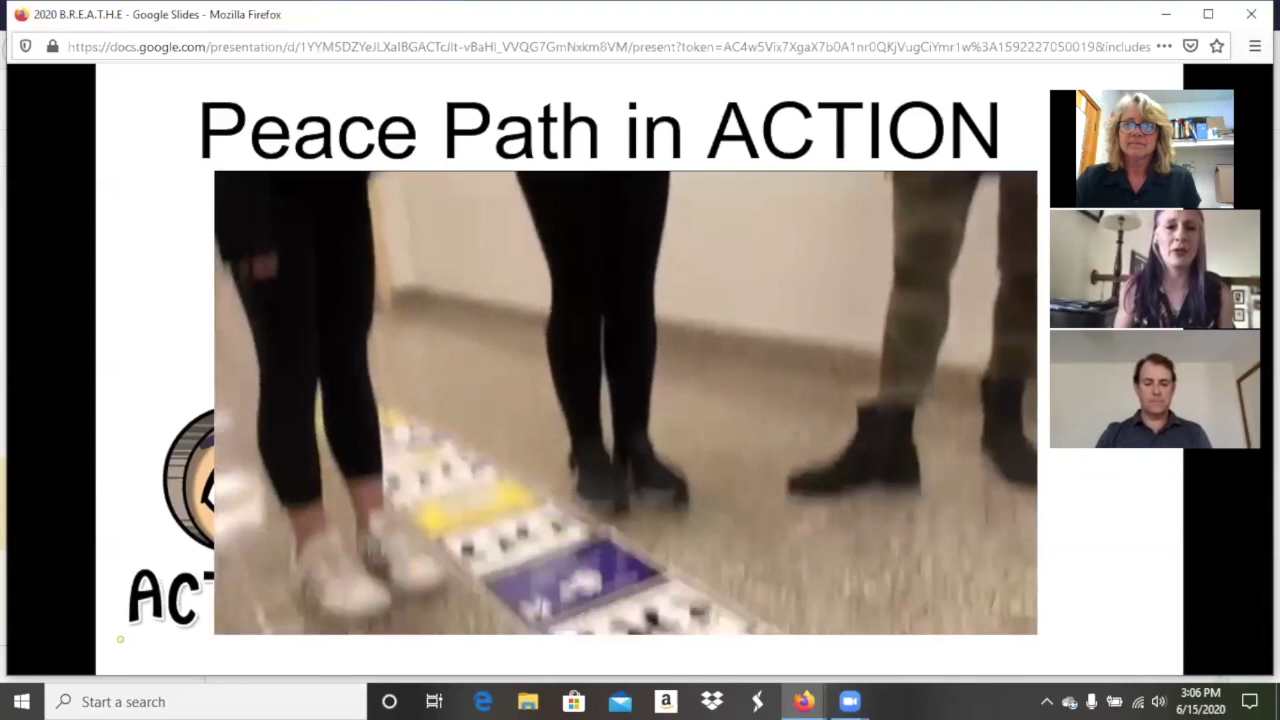 2020 B.R.E.A.T.H.E - Google Slides - Mozilla Firefox
Peace Path in ACTION
ACT
Start a search
3:06 PM
6/15/2020